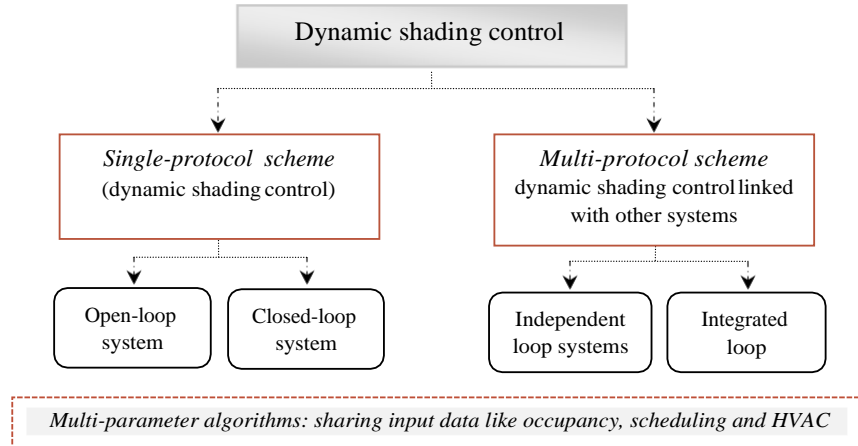 Dynamic shading control
Single-protocol scheme
(dynamic shading control)
Multi-protocol scheme
dynamic shading control linked
with other systems
Open-loop
system
Closed-loop
system
Independent
loop systems
Integrated
loop
Multi-parameter algorithms: sharing input data like occupancy, scheduling and HVAC